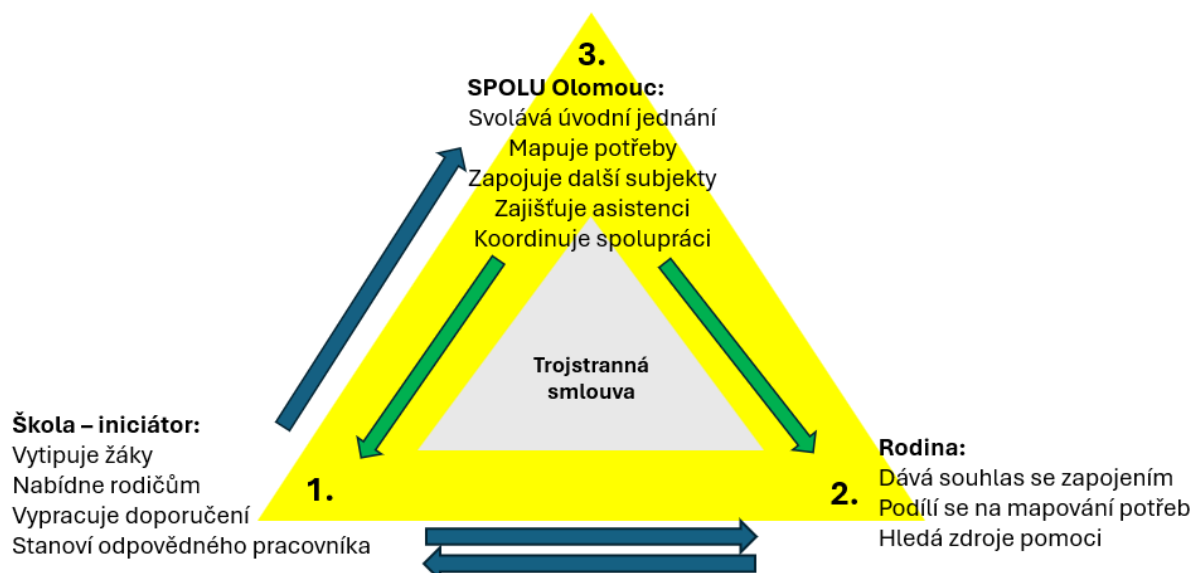 3.
SPOLU Olomouc:
Svolává úvodní jednání
Mapuje potřeby
Zapojuje další subjekty
Zajišťuje asistenci
Koordinuje spolupráci
Trojstranná
smlouva
Škola – iniciátor:
Vytipuje žáky
Nabídne rodičům
Vypracuje doporučení
Stanoví odpovědného pracovníka
1.
2.
Rodina:
Dává souhlas se zapojením
Podílí se na mapování potřeb
Hledá zdroje pomoci